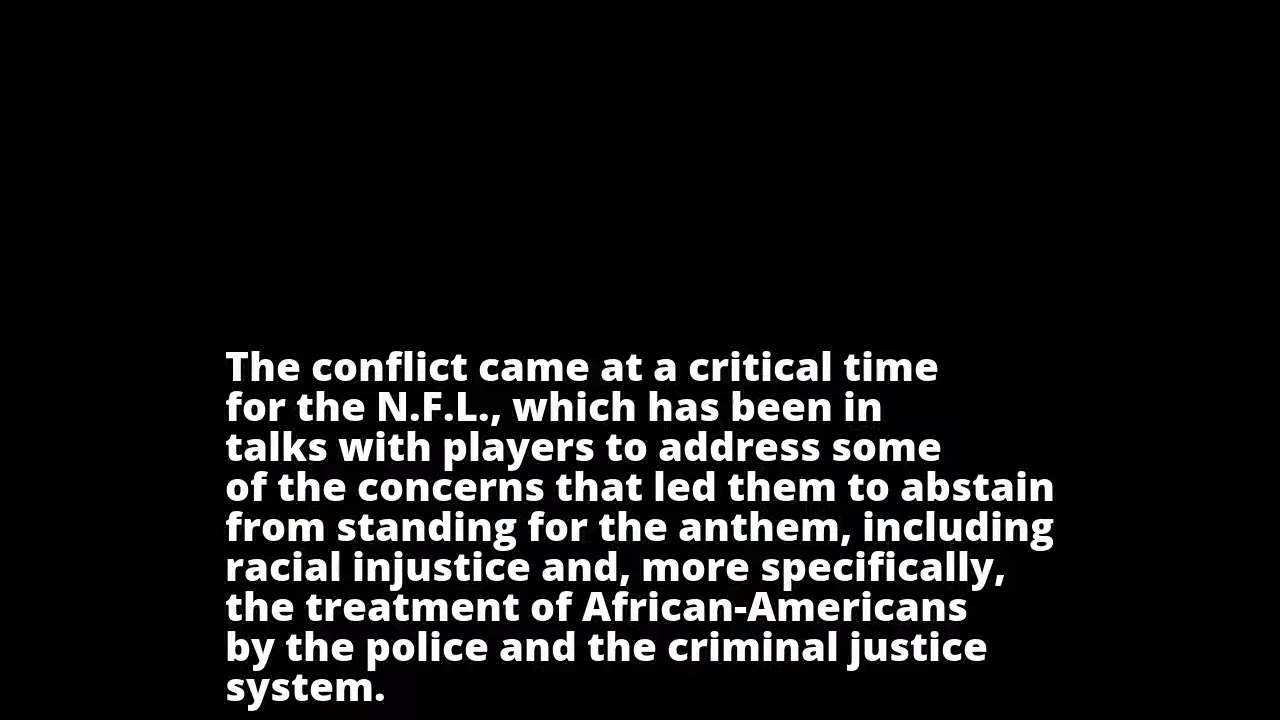 The conflict came at a critical time
for the N.F.L., which has been in
talks with players to address some
of the concerns that led them to abstain
from standing for the anthem, including
racial injustice and, more specifically,
the treatment of African-Americans
by the police and the criminal justice
system.